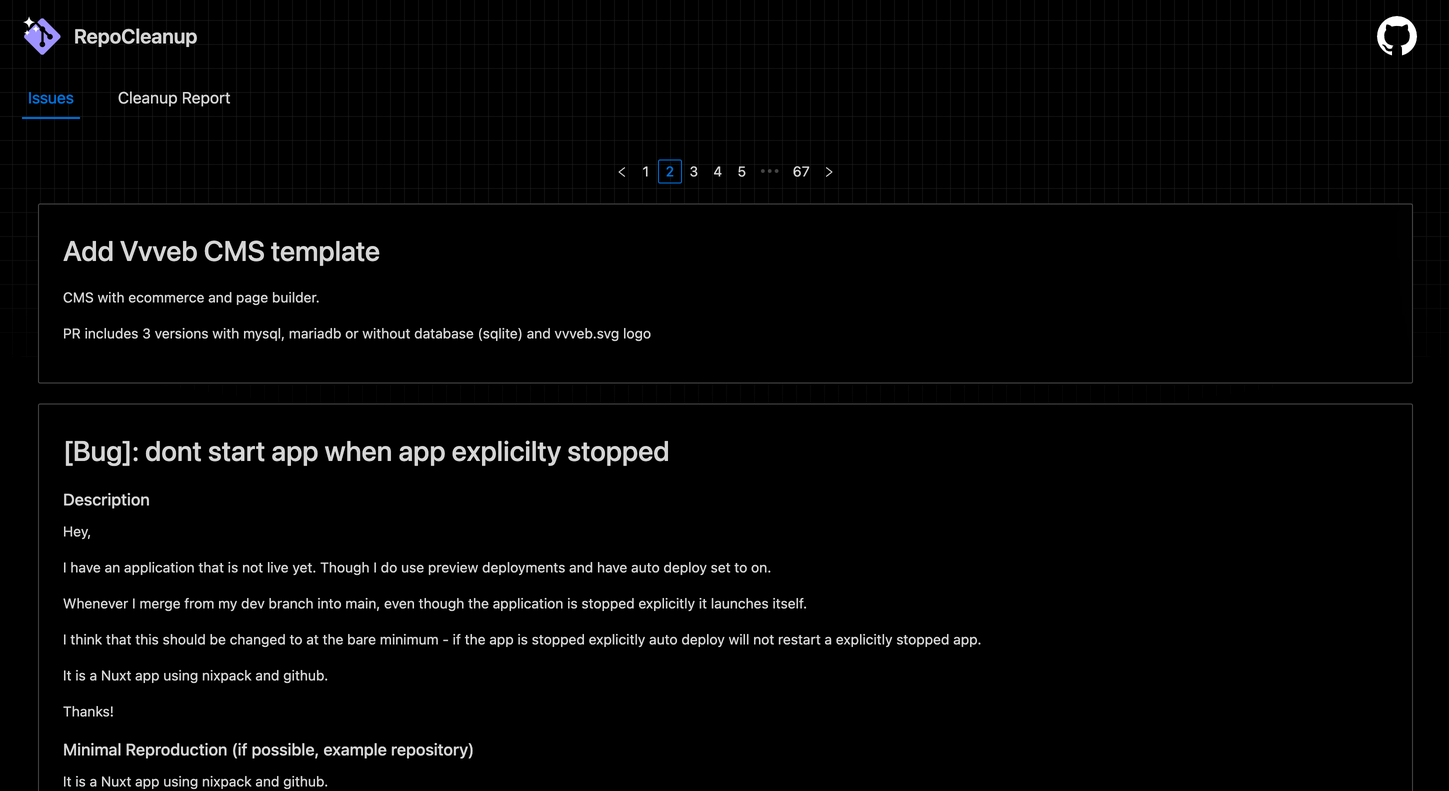 RepoCleanup
Issues Cleanup Report
< 1 2 3 4 5 ••• 67 >
Add Vvveb CMS template
CMS with ecommerce and page builder.
PR includes 3 versions with mysql, mariadb or without database (sqlite) and vvveb.svg logo
[Bug]: dont start app when app explicilty stopped
Description
Hey,
I have an application that is not live yet. Though I do use preview deployments and have auto deploy set to on.
Whenever I merge from my dev branch into main, even though the application is stopped explicitly it launches itself.
I think that this should be changed to at the bare minimum - if the app is stopped explicitly auto deploy will not restart a explicitly stopped app.
It is a Nuxt app using nixpack and github.
Thanks!
Minimal Reproduction (if possible, example repository)
It is a Nuxt app using nixpack and github.